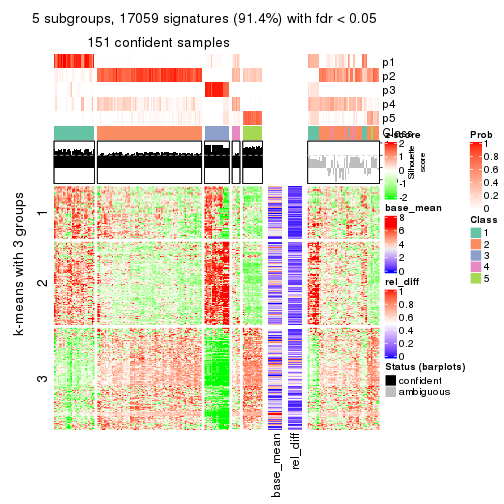 5 subgroups, 17059 signatures (91.4%) with fdr < 0.05
151 confident samples
p1
p2
p3
p4
p5
Class
z-score
2
1
0
-1
-2
Silhouette
score
base_mean
8
6
4
2
0
rel_diff
1
0.8
0.6
0.4
0.2
0
Status (barplots)
confident
ambiguous
Prob
1
0.8
0.6
0.4
0.2
0
Class
1
2
3
4
5
k-means with 3 groups
1
2
3
base_mean
rel_diff